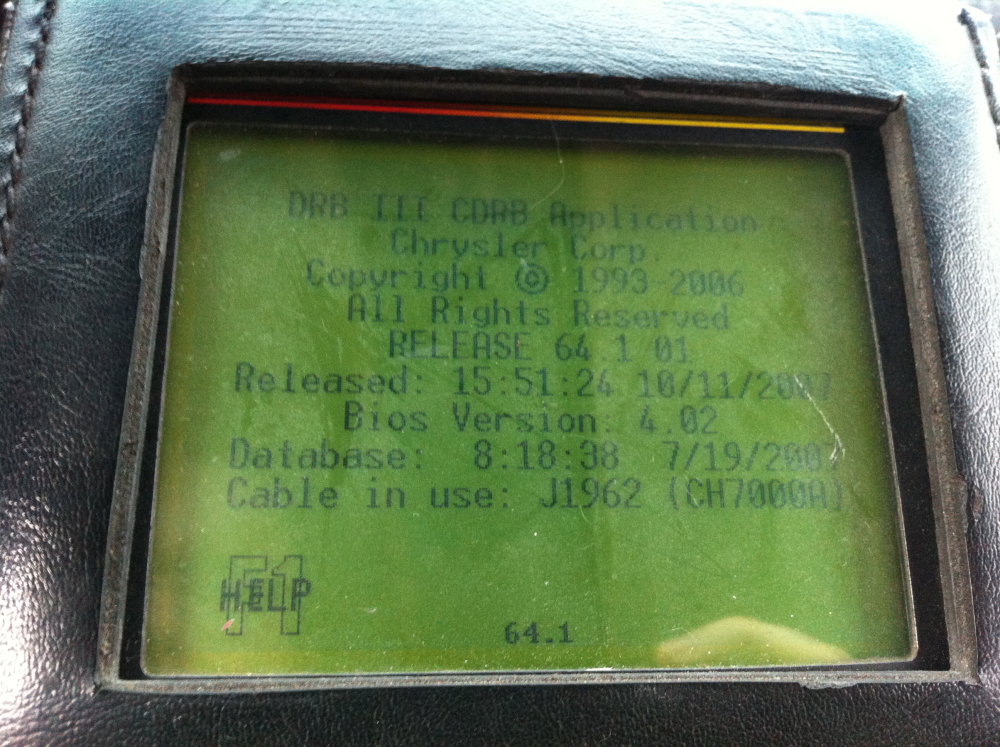 DRB III CDRB Application
Chrysler Corp.
Copyright © 1993-2006
All Rights Reserved
RELEASE 64.1 01
Released: 15:51:24 10/11/2007
Bios Version: 4.02
Database: 8:18:38 7/19/2007
Cable in use: J1962 (CH7000A)
F1
HELP
64.1